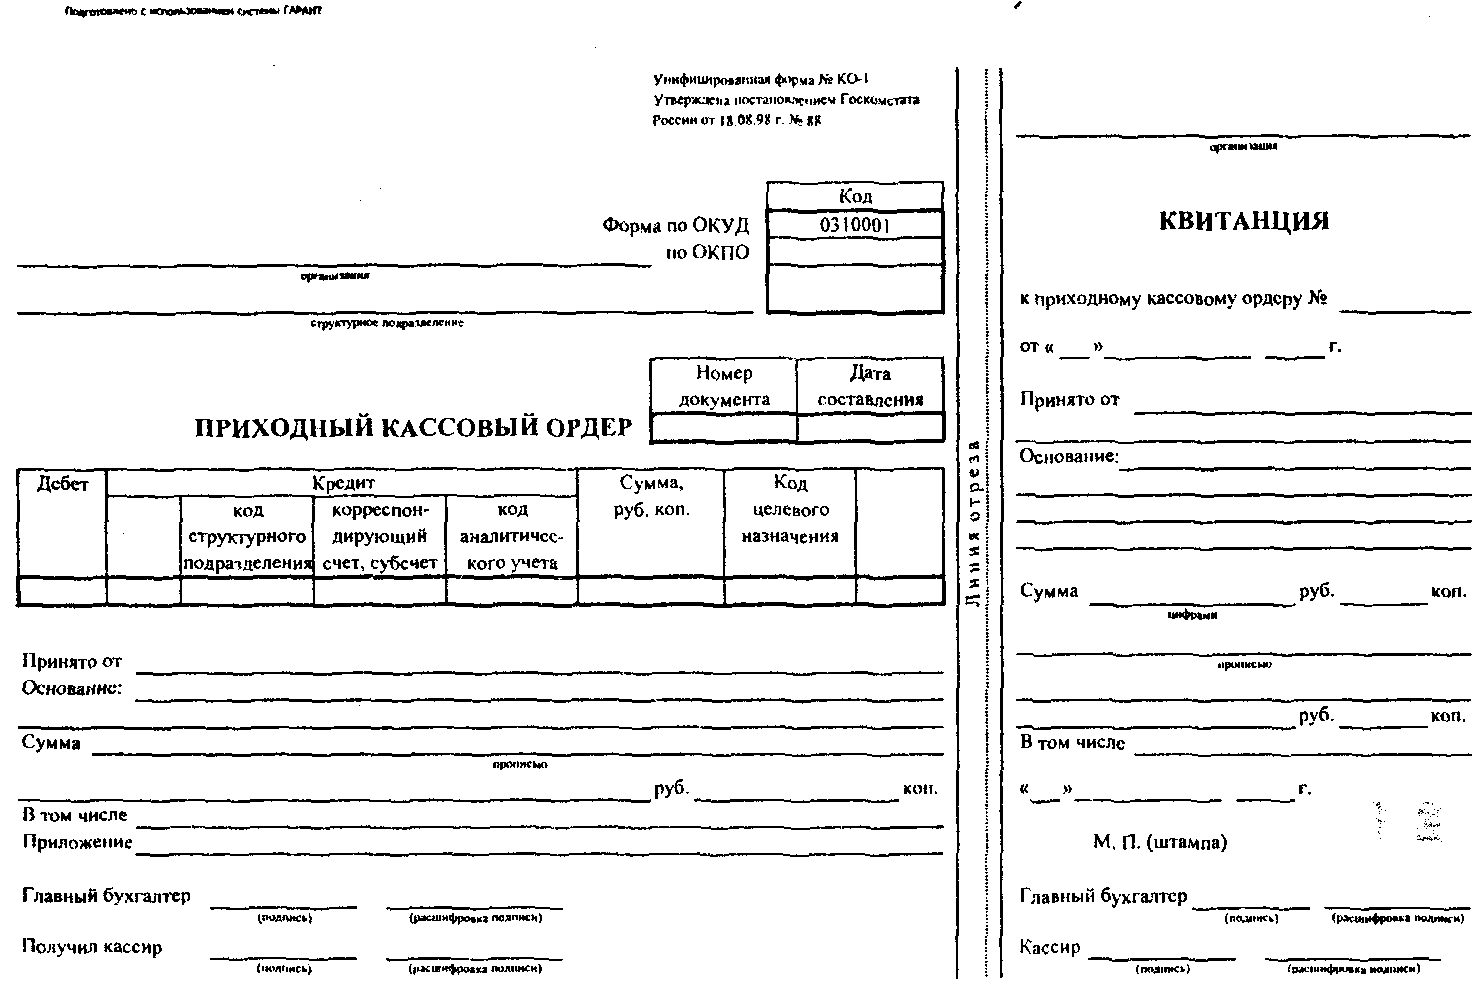 Подготовлено с использованием системы ГАРАНТ
Унифицированная форма № КО-1
Утверждена постановлением Госкомстата
России от 18.08.98 г. № 88
Код
Форма по ОКУД 0310001
по ОКПО
организация
структурное подразделение
Номер документа
Дата составления
ПРИХОДНЫЙ КАССОВЫЙ ОРДЕР
Дебет
Кредит
код
структурного
подразделения
корреспон-
дирующий
счет, субсчет
код
аналитичес-
кого учета
Сумма,
руб. коп.
Код
целевого
назначения
Принято от
Основание:
Сумма
прописью
руб. коп.
В том числе
Приложение
Главный бухгалтер
(подпись) (расшифровка подписи)
Получил кассир
(подпись) (расшифровка подписи)
Линия отреза
организация
КВИТАНЦИЯ
к приходному кассовому ордеру №
от « » г.
Принято от
Основание:
Сумма руб. коп.
цифрами
прописью
руб. коп.
В том числе
« » г.
М. П. (штампа)
Главный бухгалтер
(подпись) (расшифровка подписи)
Кассир
(подпись) (расшифровка подписи)